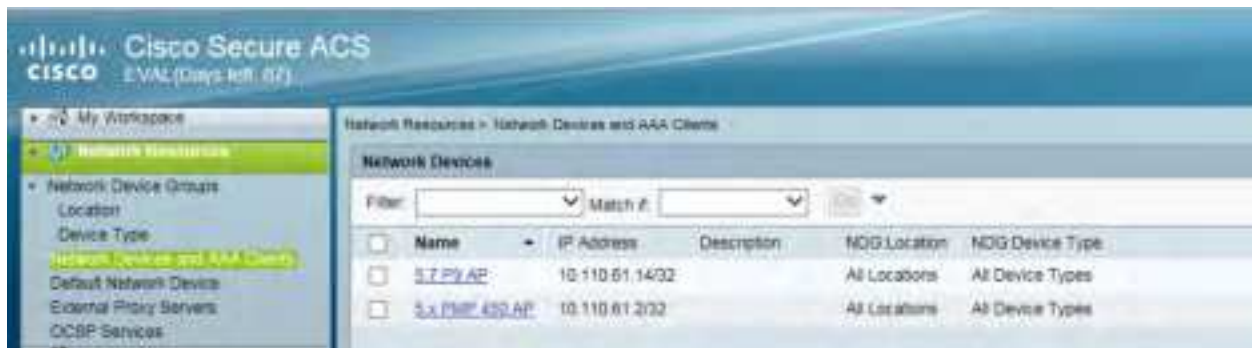 Cisco Secure ACS
CISCO
EVAL(Days left: 87)
My Workspace
Network Resources
Network Device Groups
Location
Device Type
Network Devices and AAA Clients
Default Network Device
External Proxy Servers
OCSP Services
Network Resources > Network Devices and AAA Clients
Network Devices
Filter: Match if: Go
Name IP Address Description NDG:Location NDG:Device Type
5.7 P9 AP 10.110.61.14/32 All Locations All Device Types
5.x PMP 450 AP 10.110.61.2/32 All Locations All Device Types